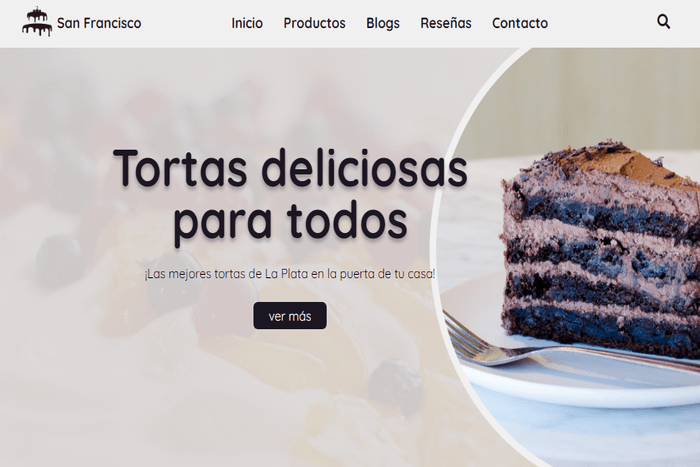 San Francisco
Inicio Productos Blogs Reseñas Contacto
Tortas deliciosas
para todos
¡Las mejores tortas de La Plata en la puerta de tu casa!
ver más